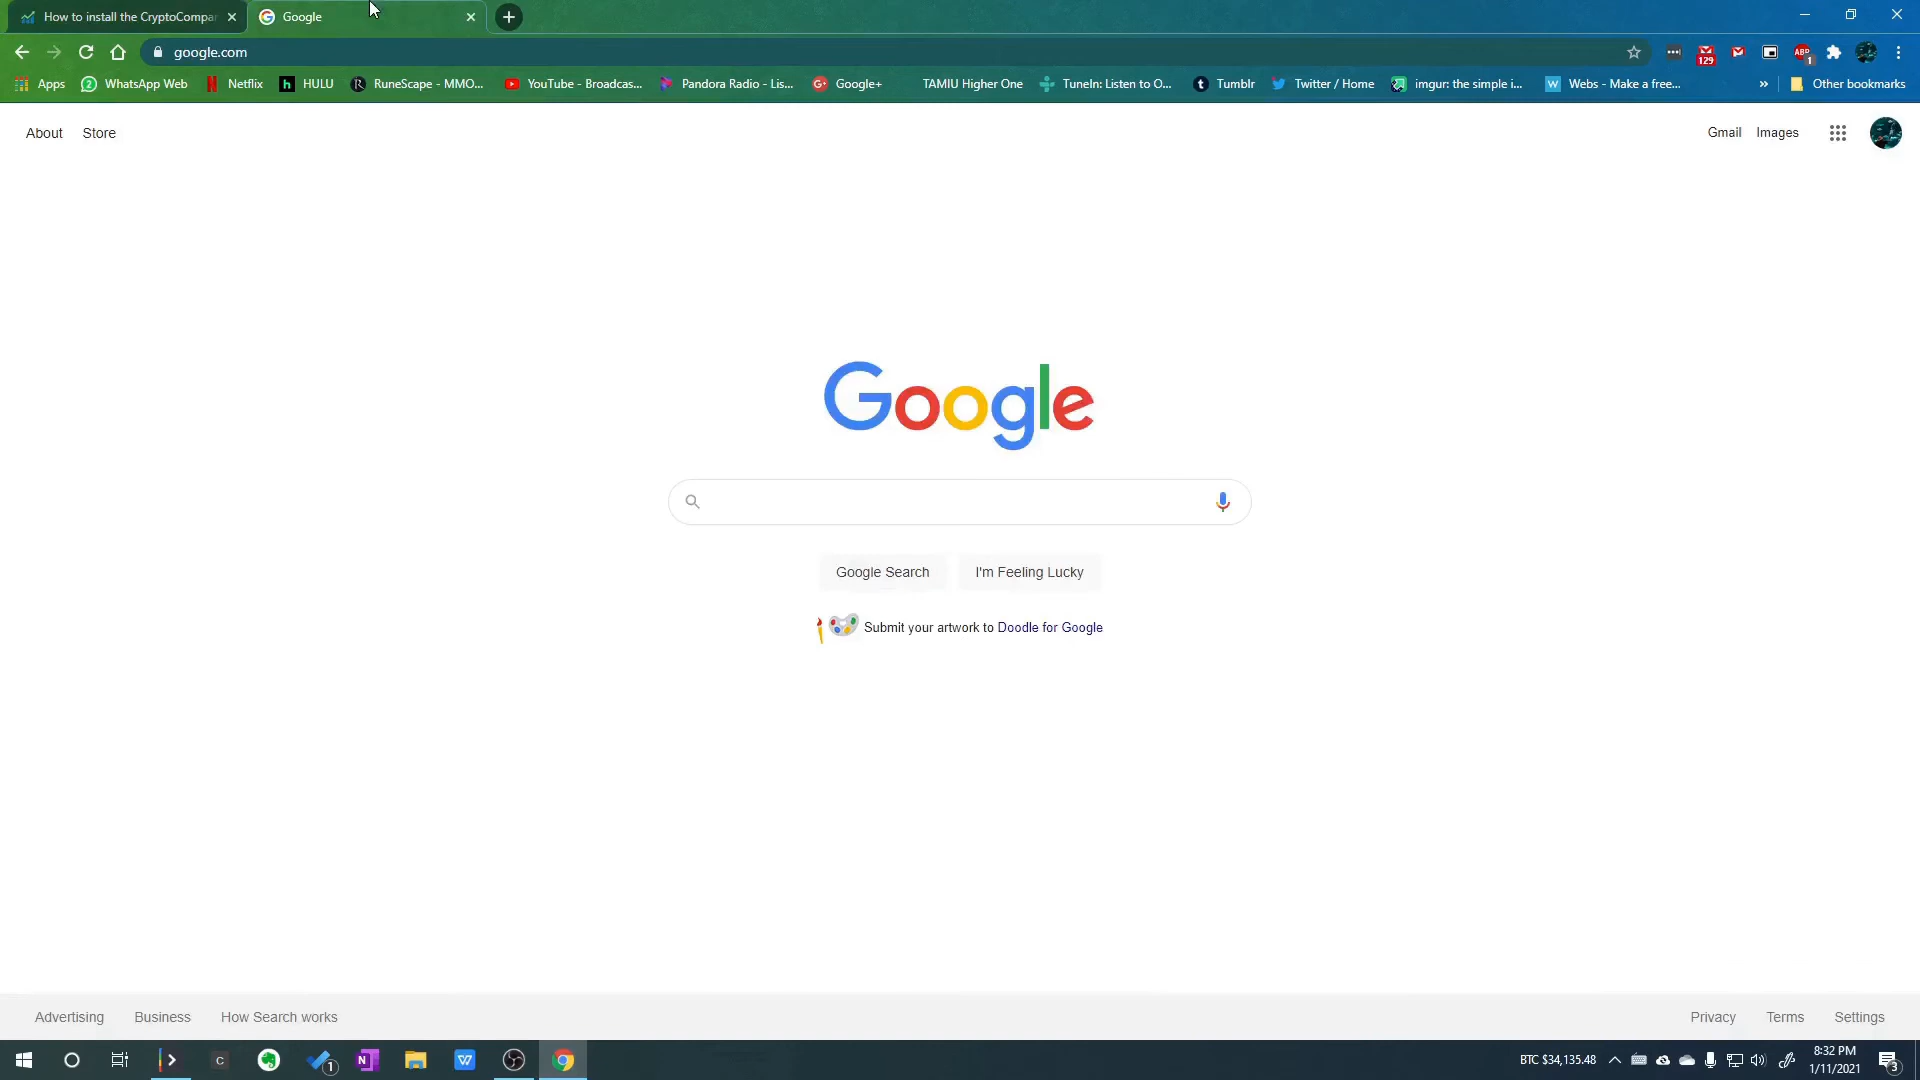 How to install the CryptoCompar
Google
google.com
129
1
Apps
WhatsApp Web
Netflix
HULU
RuneScape - MMO...
YouTube - Broadcas...
Pandora Radio - Lis...
Google+
TAMIU Higher One
TuneIn: Listen to O...
Tumblr
Twitter / Home
imgur: the simple i...
Webs - Make a free...
»
Other bookmarks
About
Store
Gmail
Images
Google
Google Search
I'm Feeling Lucky
Submit your artwork to Doodle for Google
Advertising
Business
How Search works
Privacy
Terms
Settings
BTC $34,135.48
8:32 PM
1/11/2021
3